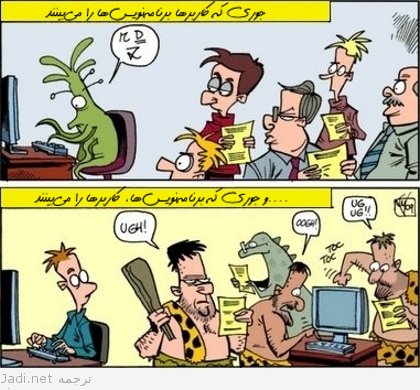 جوری که کاربرها برنامه‌نویس‌ها را می‌بینند
....و جوری که برنامه‌نویس‌ها، کاربرها را می‌بینند
UGH!
OOGH!
UG,
UG!!
TOC
TOC
Jadi.net ترجمه